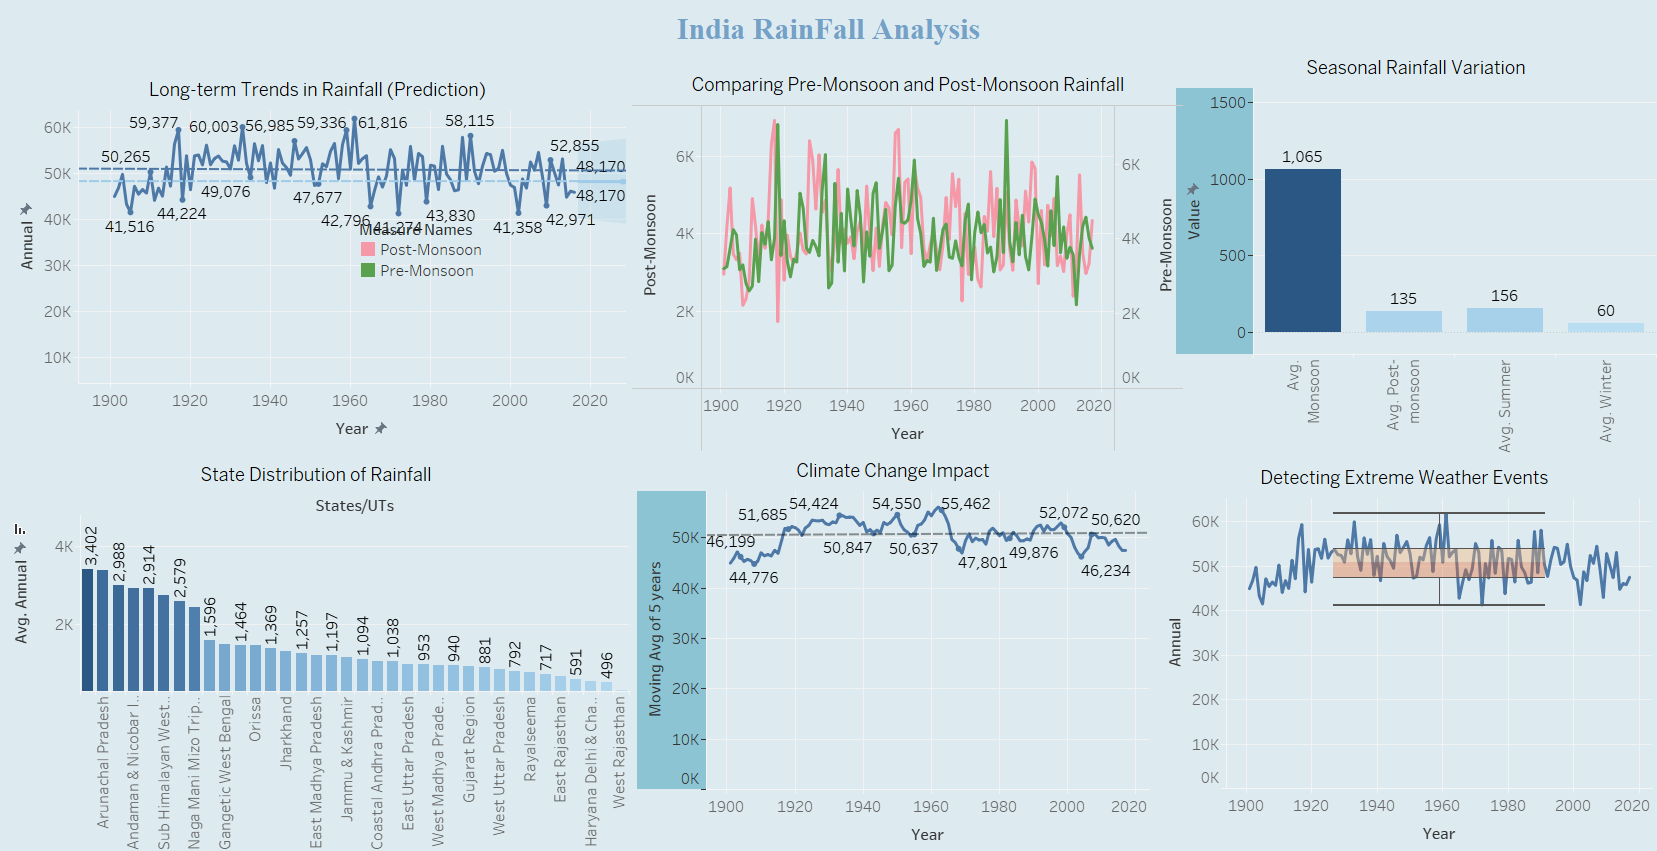 India RainFall Analysis
Long-term Trends in Rainfall (Prediction)
Annual
60K
50K
40K
30K
20K
10K
50,265
59,377
60,003
56,985
59,336
61,816
58,115
52,855
48,170
48,170
41,516
44,224
49,076
47,677
42,796
41,274
43,830
41,358
42,971
Measure Names
Post-Monsoon
Pre-Monsoon
1900 1920 1940 1960 1980 2000 2020
Year
Comparing Pre-Monsoon and Post-Monsoon Rainfall
Post-Monsoon
6K
4K
2K
0K
Pre-Monsoon
6K
4K
2K
0K
1900 1920 1940 1960 1980 2000 2020
Year
Seasonal Rainfall Variation
Value
1500
1000
500
0
1,065
135
156
60
Avg. Monsoon
Avg. Post-monsoon
Avg. Summer
Avg. Winter
State Distribution of Rainfall
States/UTs
Avg. Annual
4K
2K
3,402
2,988
2,914
2,579
1,596
1,464
1,369
1,257
1,197
1,094
1,038
953
940
881
792
717
591
496
Arunachal Pradesh
Andaman & Nicobar I..
Sub Himalayan West..
Naga Mani Mizo Trip..
Gangetic West Bengal
Orissa
Jharkhand
East Madhya Pradesh
Jammu & Kashmir
Coastal Andhra Prad..
East Uttar Pradesh
West Madhya Prade..
Gujarat Region
West Uttar Pradesh
Rayalseema
East Rajasthan
Haryana Delhi & Cha..
West Rajasthan
Climate Change Impact
Moving Avg of 5 years
50K
40K
30K
20K
10K
0K
46,199
44,776
51,685
54,424
50,847
54,550
50,637
55,462
47,801
49,876
52,072
46,234
50,620
1900 1920 1940 1960 1980 2000 2020
Year
Detecting Extreme Weather Events
Annual
60K
50K
40K
30K
20K
10K
0K
1900 1920 1940 1960 1980 2000 2020
Year